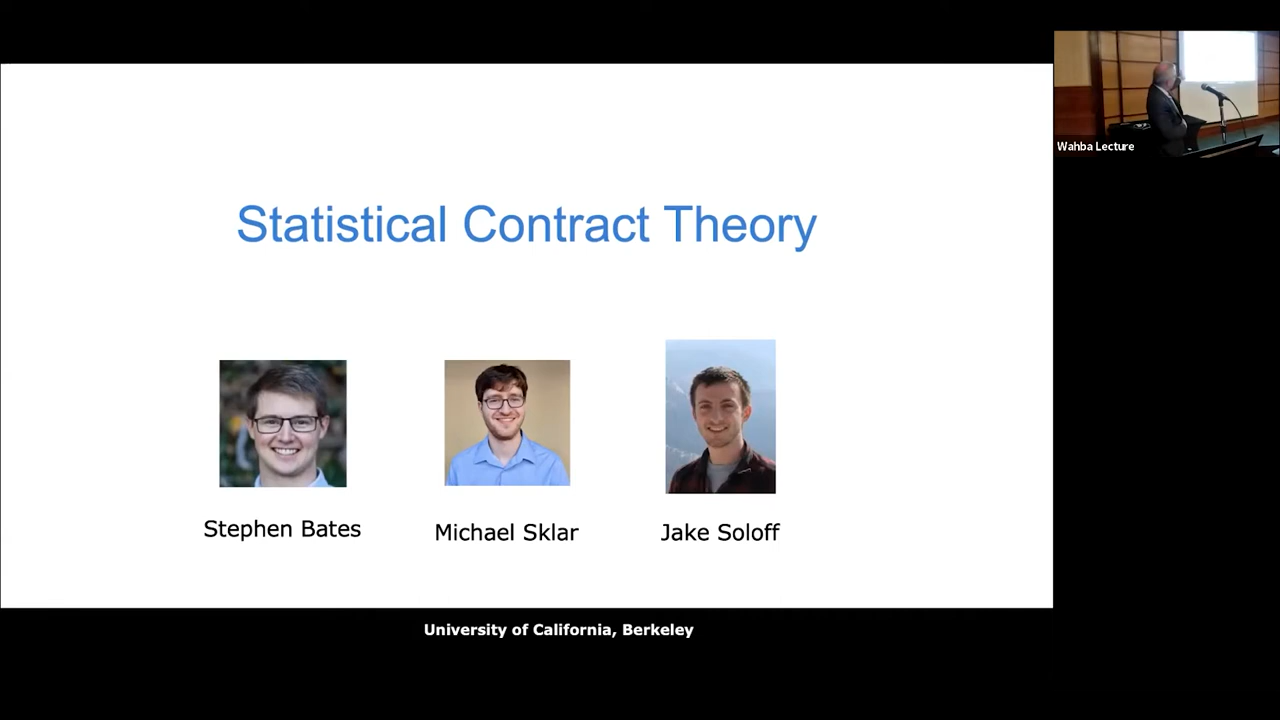 Statistical Contract Theory
Wahba Lecture
Stephen Bates
Michael Sklar
Jake Soloff
University of California, Berkeley